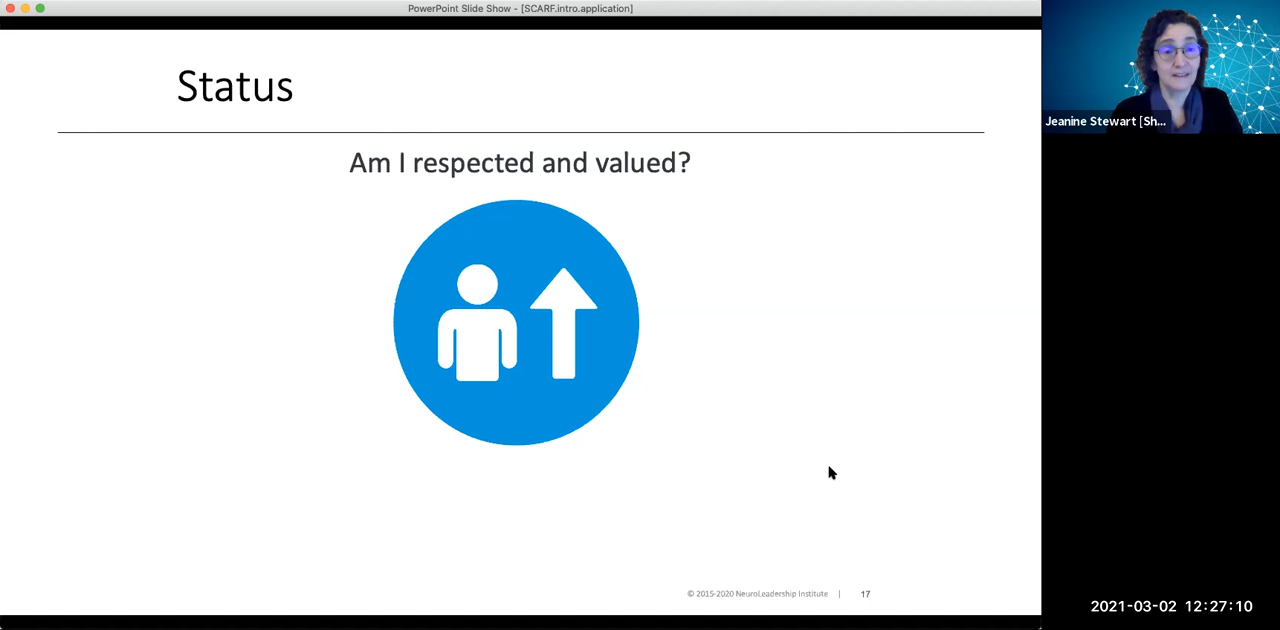 PowerPoint Slide Show - [SCARF.intro.application]
Status
Am I respected and valued?
© 2015-2020 NeuroLeadership Institute | 17
Jeanine Stewart [Sh...
2021-03-02 12:27:10